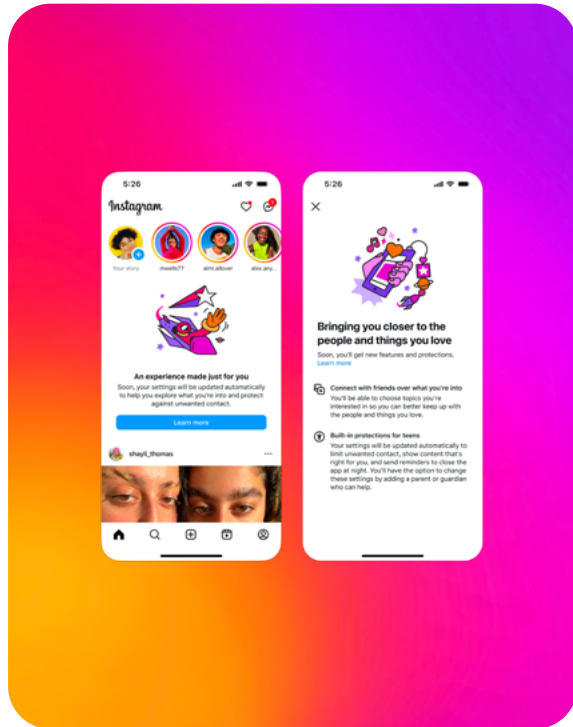 5:26
Instagram
Your story
mwells77
aimi.allover
alex.any...
An experience made just for you
Soon, your settings will be updated automatically
to help you explore what you're into and protect
against unwanted contact.
Learn more
shayli_thomas
5:26
Bringing you closer to the
people and things you love
Soon, you'll get new features and protections.
Learn more
Connect with friends over what you're into
You'll be able to choose topics you're
interested in so you can better keep up with
the people and things you love.
Built-in protections for teens
Your settings will be updated automatically to
limit unwanted contact, show content that's
right for you, and send reminders to close the
app at night. You'll have the option to change
these settings by adding a parent or guardian
who can help.